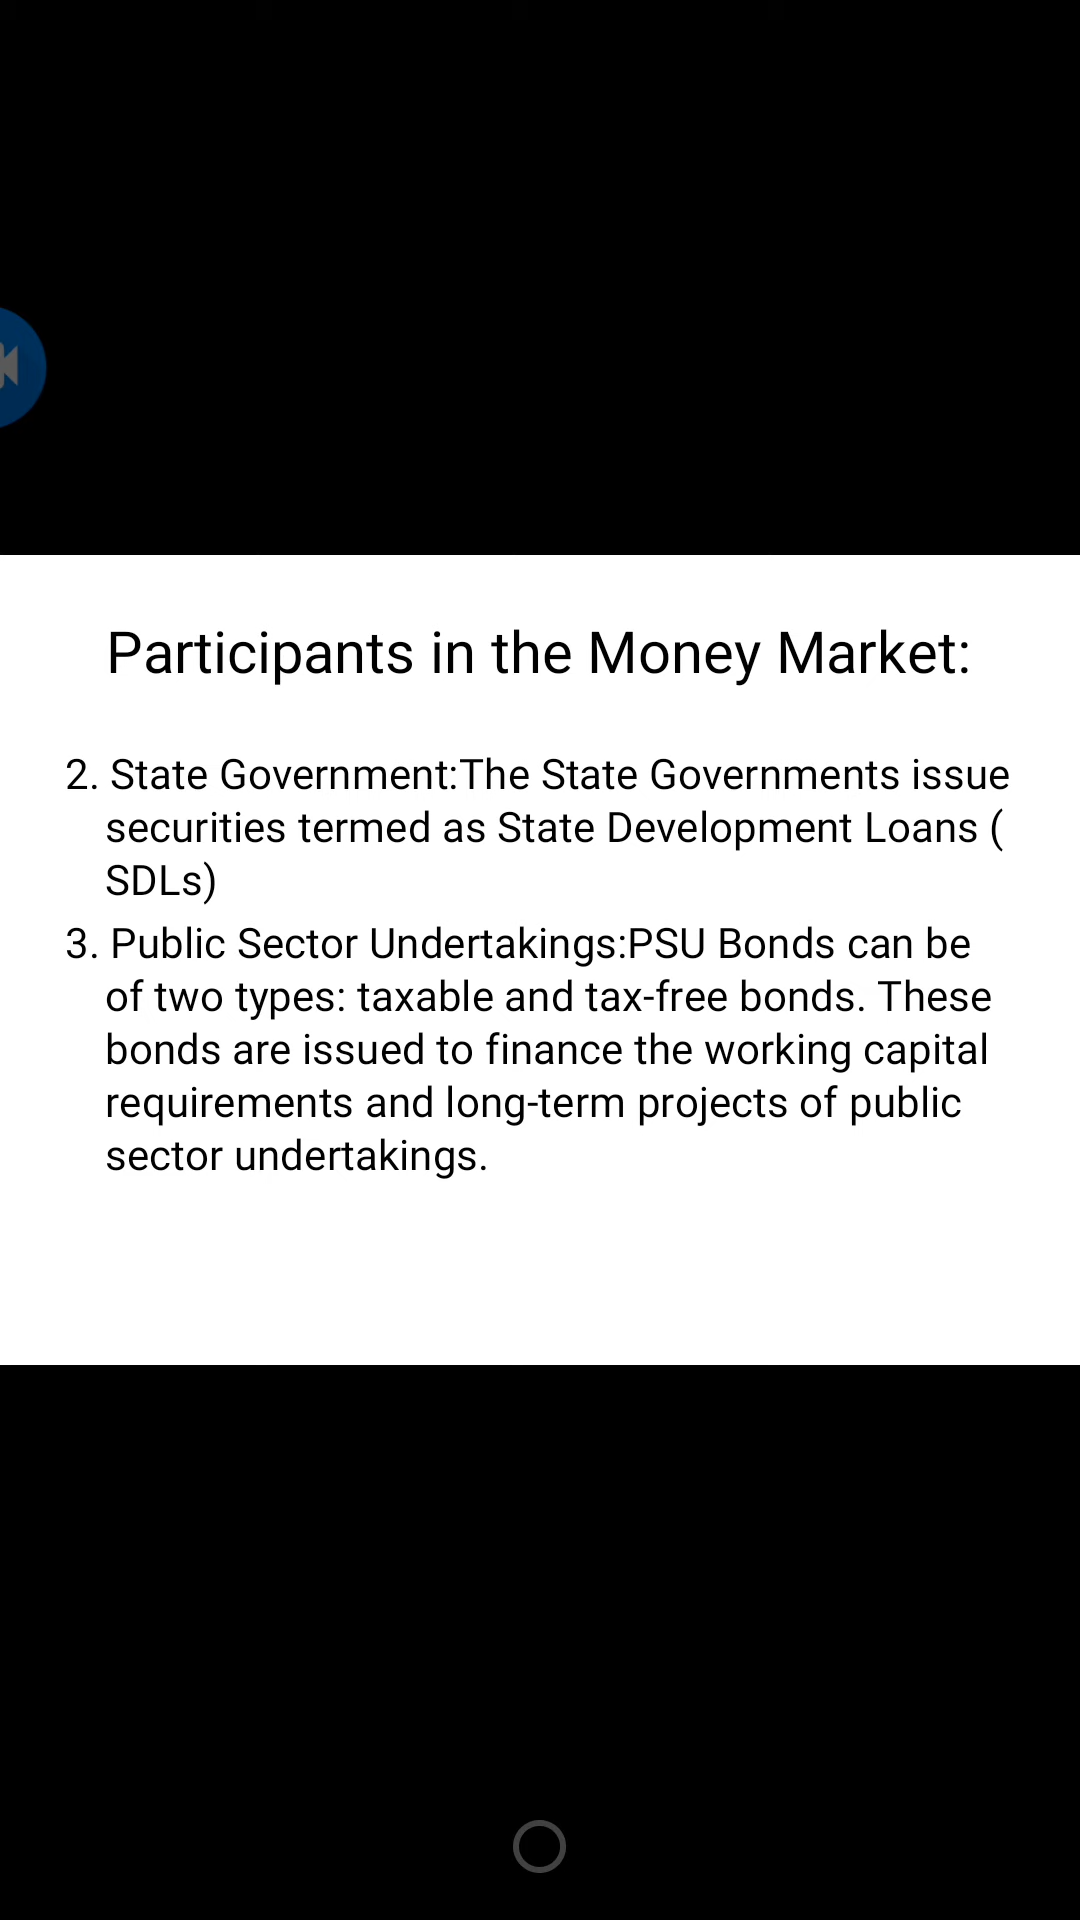 Participants in the Money Market:
2. State Government:The State Governments issue
securities termed as State Development Loans (
SDLs)
3. Public Sector Undertakings:PSU Bonds can be
of two types: taxable and tax-free bonds. These
bonds are issued to finance the working capital
requirements and long-term projects of public
sector undertakings.